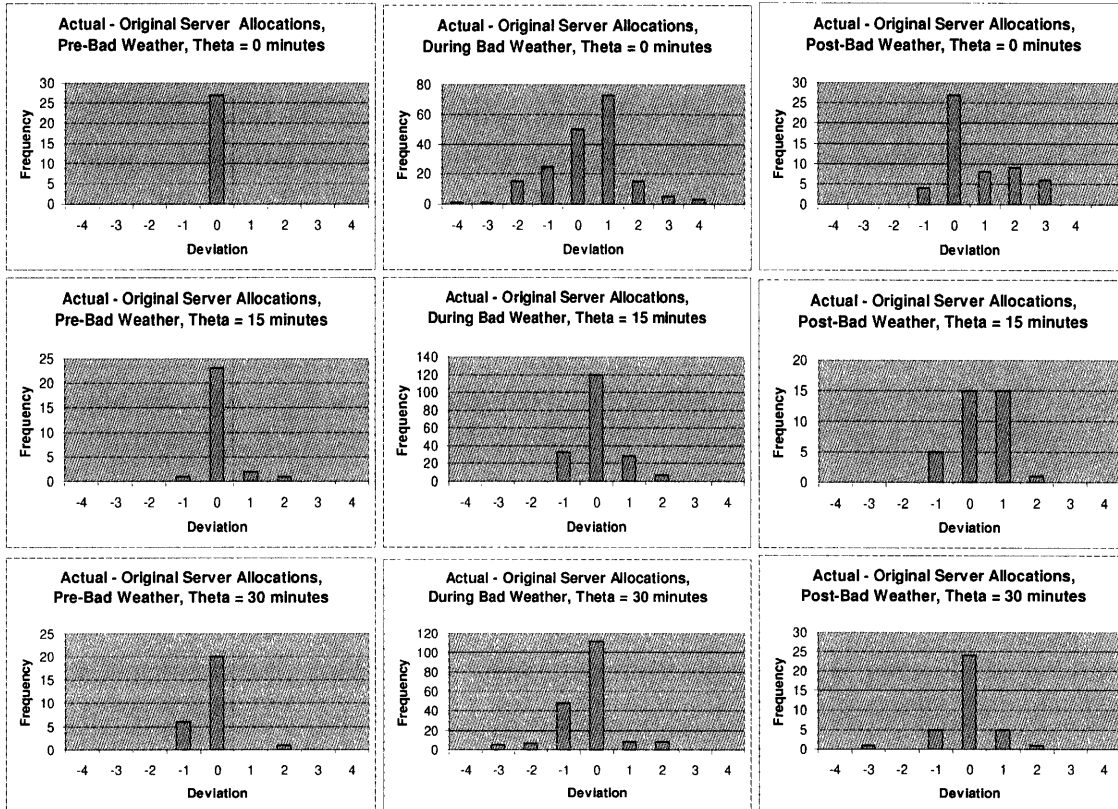 Actual - Original Server Allocations,
Pre-Bad Weather, Theta = 0 minutes
30
25
20
15
10
5
0
Frequency
-4 -3 -2 -1 0 1 2 3 4
Deviation
Actual - Original Server Allocations,
During Bad Weather, Theta = 0 minutes
80
60
40
20
0
Frequency
-4 -3 -2 -1 0 1 2 3 4
Deviation
Actual - Original Server Allocations,
Post-Bad Weather, Theta = 0 minutes
30
25
20
15
10
5
0
Frequency
-4 -3 -2 -1 0 1 2 3 4
Deviation
Actual - Original Server Allocations,
Pre-Bad Weather, Theta = 15 minutes
25
20
15
10
5
0
Frequency
-4 -3 -2 -1 0 1 2 3 4
Deviation
Actual - Original Server Allocations,
During Bad Weather, Theta = 15 minutes
140
120
100
80
60
40
20
0
Frequency
-4 -3 -2 -1 0 1 2 3 4
Deviation
Actual - Original Server Allocations,
Post-Bad Weather, Theta = 15 minutes
20
15
10
5
0
Frequency
-4 -3 -2 -1 0 1 2 3 4
Deviation
Actual - Original Server Allocations,
Pre-Bad Weather, Theta = 30 minutes
25
20
15
10
5
0
Frequency
-4 -3 -2 -1 0 1 2 3 4
Deviation
Actual - Original Server Allocations,
During Bad Weather, Theta = 30 minutes
120
100
80
60
40
20
0
Frequency
-4 -3 -2 -1 0 1 2 3 4
Deviation
Actual - Original Server Allocations,
Post-Bad Weather, Theta = 30 minutes
30
25
20
15
10
5
0
Frequency
-4 -3 -2 -1 0 1 2 3 4
Deviation